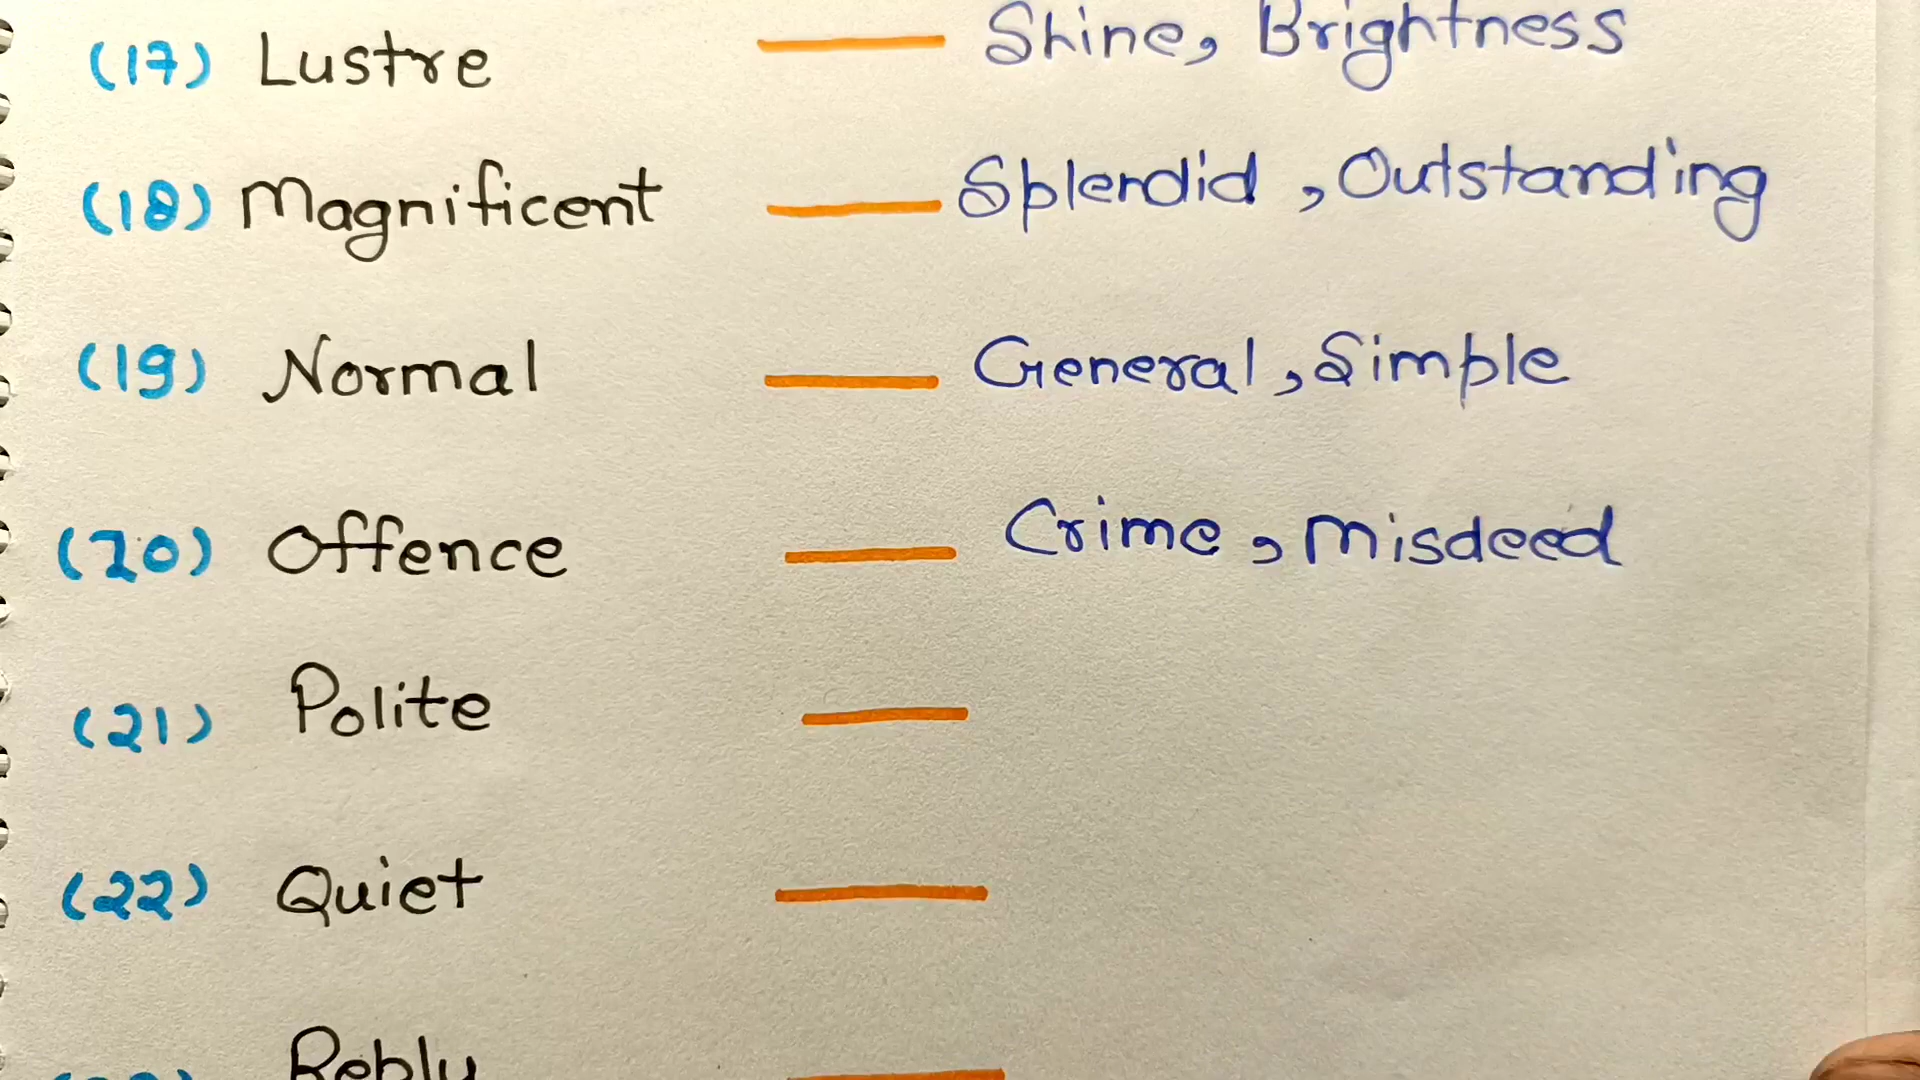 (17) Lustre — Shine, Brightness
(18) Magnificent — Splendid, Outstanding
(19) Normal — General, Simple
(20) Offence — Crime, Misdeed
(21) Polite —
(22) Quiet —
Reply —